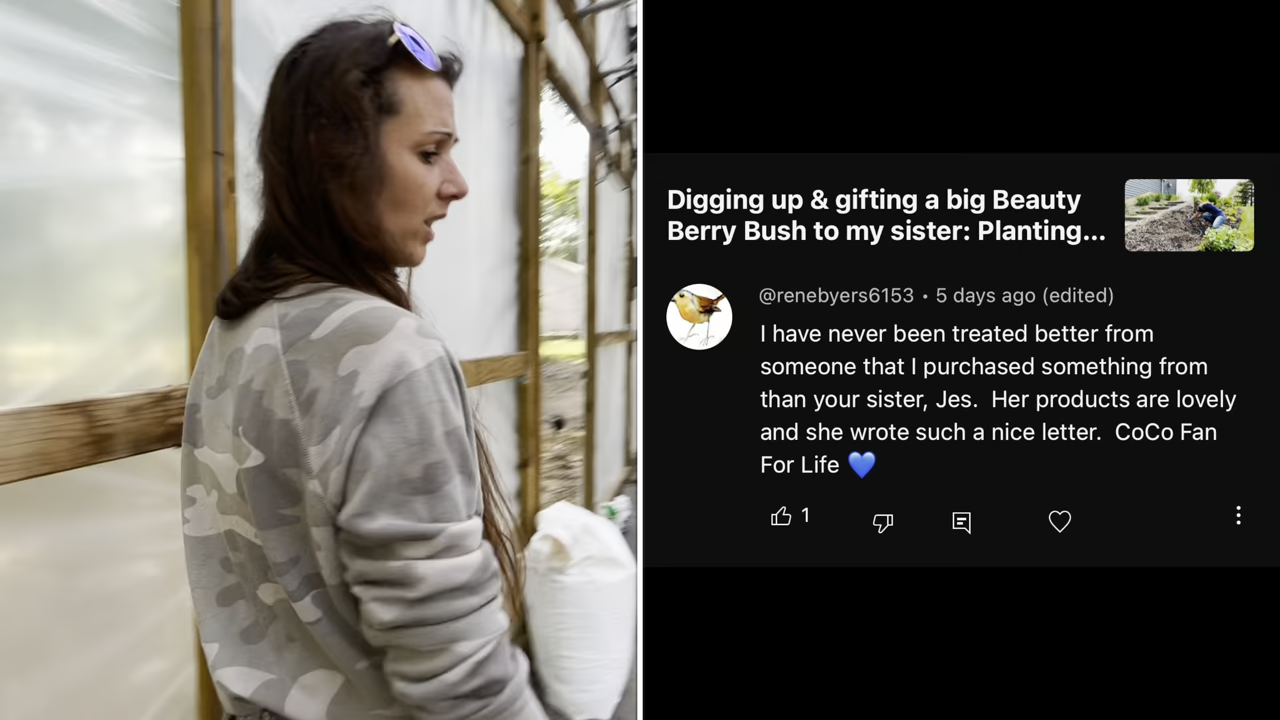 Digging up & gifting a big Beauty
Berry Bush to my sister: Planting...
@renebyers6153 • 5 days ago (edited)
I have never been treated better from
someone that I purchased something from
than your sister, Jes.  Her products are lovely
and she wrote such a nice letter.  CoCo Fan
For Life 💙
1